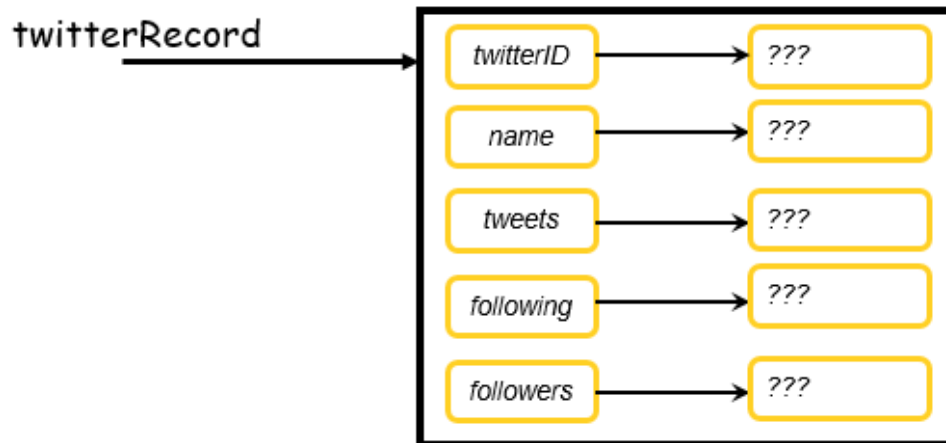 twitterRecord
twitterID ???
name ???
tweets ???
following ???
followers ???